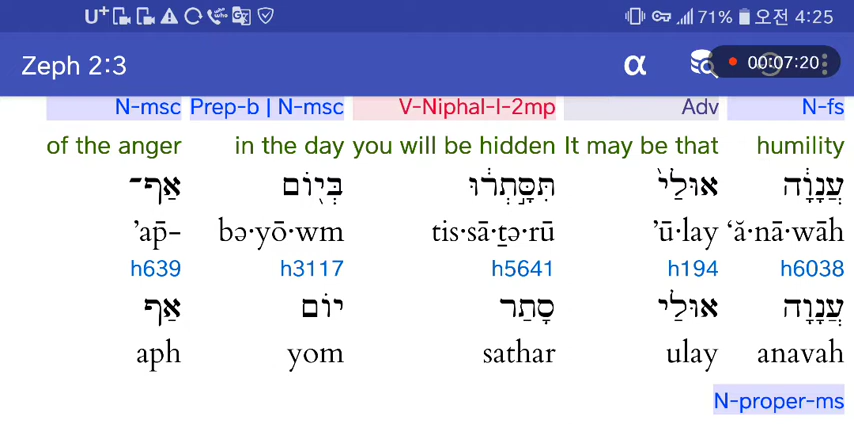 U+ 71% 오전 4:25
Zeph 2:3 α 00:07:20
N-msc Prep-b | N-msc V-Niphal-I-2mp Adv N-fs
of the anger in the day you will be hidden It may be that humility
עֲנָוָ֔ה אוּלַי֙ תִּסָּ֣תְר֔וּ בְּי֖וֹם אַף־
’ap̄- bə·yō·wm tis·sā·ṯə·rū ’ū·lay ‘ă·nā·wāh
h639 h3117 h5641 h194 h6038
עֲנָוָה אוּלַי סָתַר יוֹם אַף
aph yom sathar ulay anavah
N-proper-ms